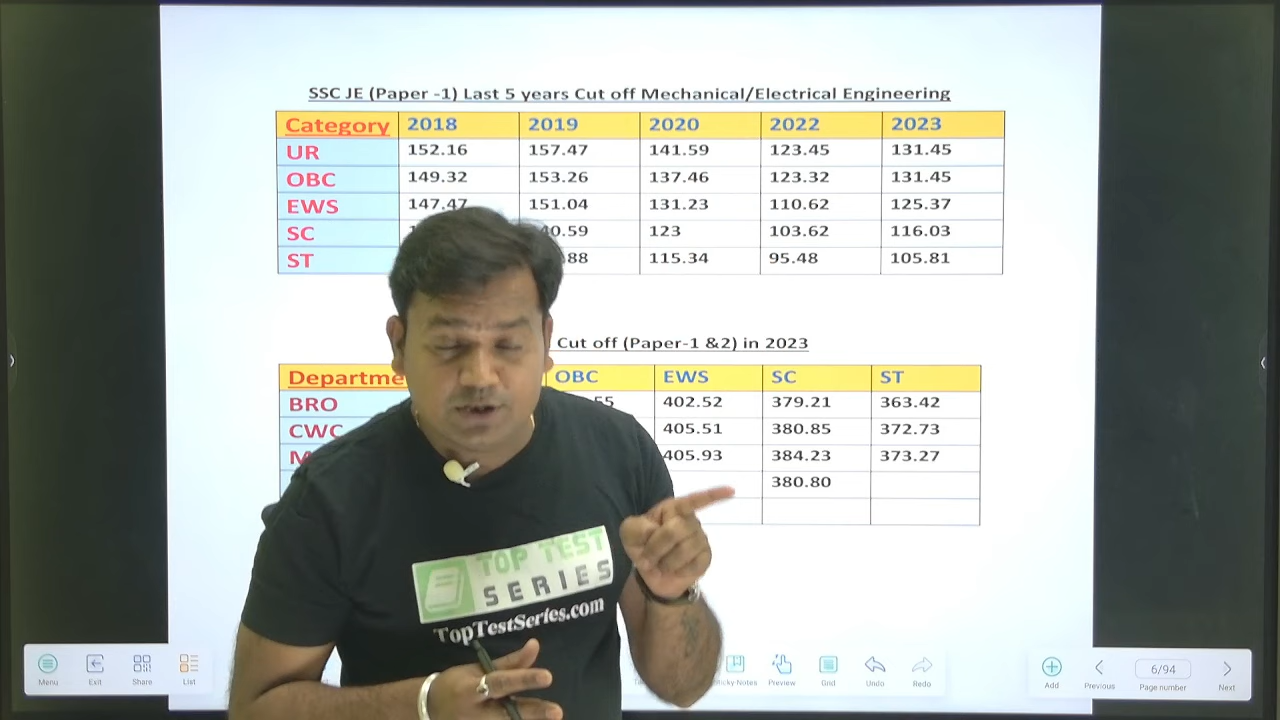 SSC JE (Paper -1) Last 5 years Cut off Mechanical/Electrical Engineering
Category 2018 2019 2020 2022 2023
UR 152.16 157.47 141.59 123.45 131.45
OBC 149.32 153.26 137.46 123.32 131.45
EWS 147.47 151.04 131.23 110.62 125.37
SC 123 103.62 116.03
ST 115.34 95.48 105.81
Cut off (Paper-1 &2) in 2023
OBC EWS SC ST
BRO 402.52 379.21 363.42
CWC 405.51 380.85 372.73
405.93 384.23 373.27
380.80
TOP TEST
SERIES
TopTestSeries.com
Menu Exit Share List Preview Grid Undo Redo Add Previous 6/94 Page number Next